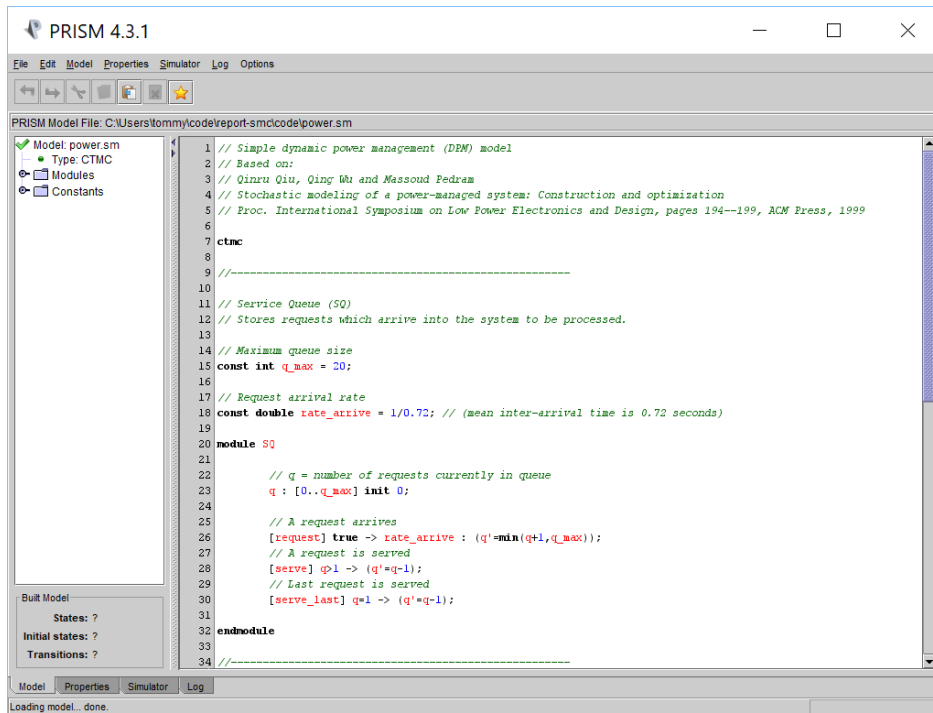 PRISM 4.3.1
File Edit Model Properties Simulator Log Options
PRISM Model File: C:\Users\tommy\code\report-smc\code\power.sm
Model: power.sm
Type: CTMC
Modules
Constants
1 // Simple dynamic power management (DPM) model
2 // Based on:
3 // Qinru Qiu, Qing Wu and Massoud Pedram
4 // Stochastic modeling of a power-managed system: Construction and optimization
5 // Proc. International Symposium on Low Power Electronics and Design, pages 194--199, ACM Press, 1999
6
7 ctmc
8
9 //-----------------------------------------------------
10
11 // Service Queue (SQ)
12 // Stores requests which arrive into the system to be processed.
13
14 // Maximum queue size
15 const int q_max = 20;
16
17 // Request arrival rate
18 const double rate_arrive = 1/0.72; // (mean inter-arrival time is 0.72 seconds)
19
20 module SQ
21
22 // q = number of requests currently in queue
23 q : [0..q_max] init 0;
24
25 // A request arrives
26 [request] true -> rate_arrive : (q'=min(q+1,q_max));
27 // A request is served
28 [serve] q>1 -> (q'=q-1);
29 // Last request is served
30 [serve_last] q=1 -> (q'=q-1);
31
32 endmodule
33
34 //-----------------------------------------------------
Built Model
States: ?
Initial states: ?
Transitions: ?
Model Properties Simulator Log
Loading model... done.